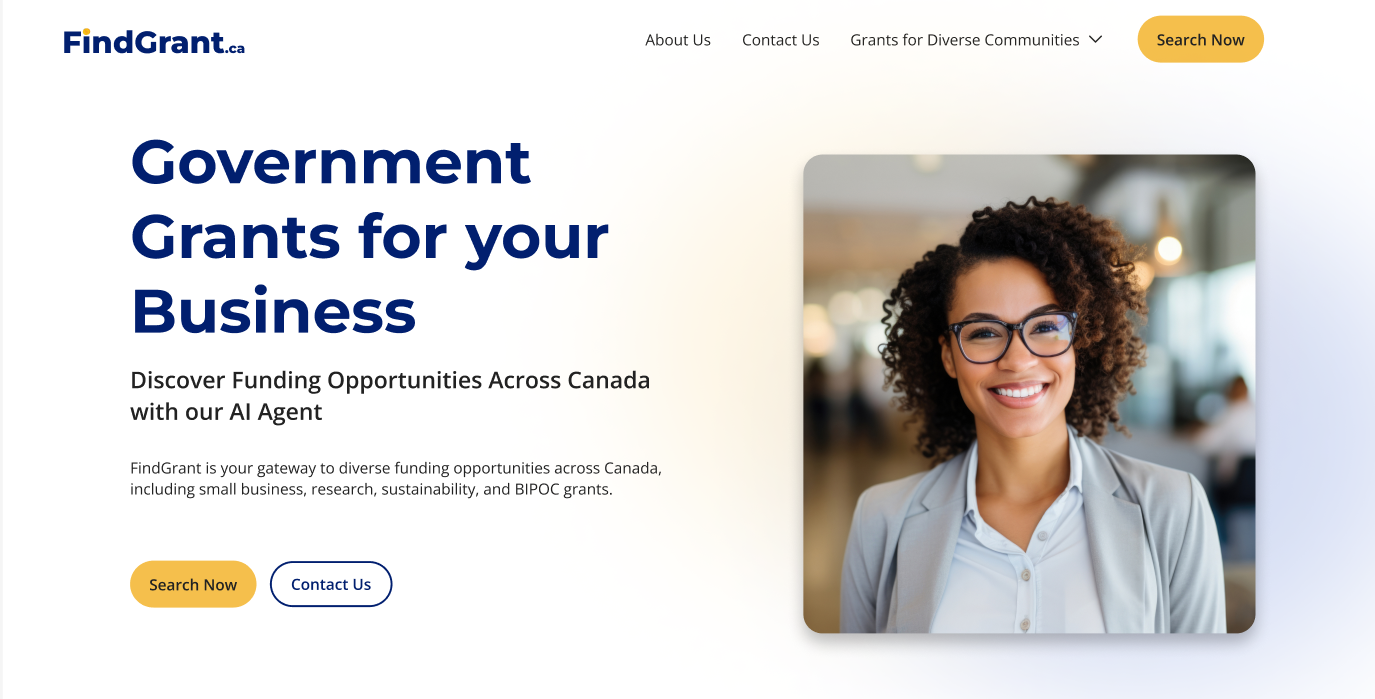 FindGrant.ca
About Us
Contact Us
Grants for Diverse Communities
Search Now
Government
Grants for your
Business
Discover Funding Opportunities Across Canada
with our AI Agent
FindGrant is your gateway to diverse funding opportunities across Canada,
including small business, research, sustainability, and BIPOC grants.
Search Now
Contact Us